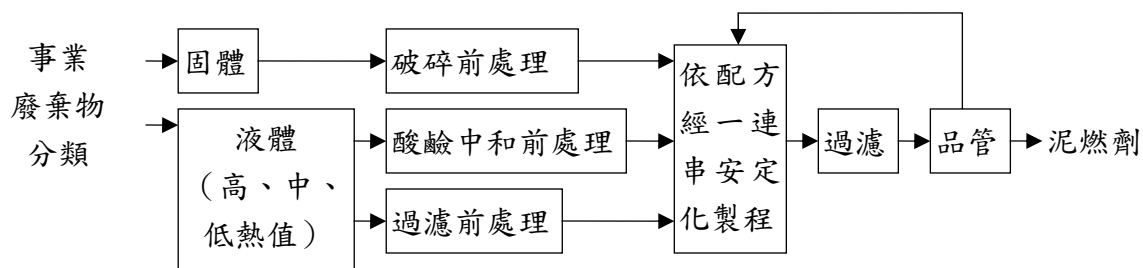 事業
廢棄物
分類
固體
破碎前處理
液體
（高、中、
低熱值）
酸鹼中和前處理
過濾前處理
依配方
經一連
串安定
化製程
過濾
品管
泥燃劑